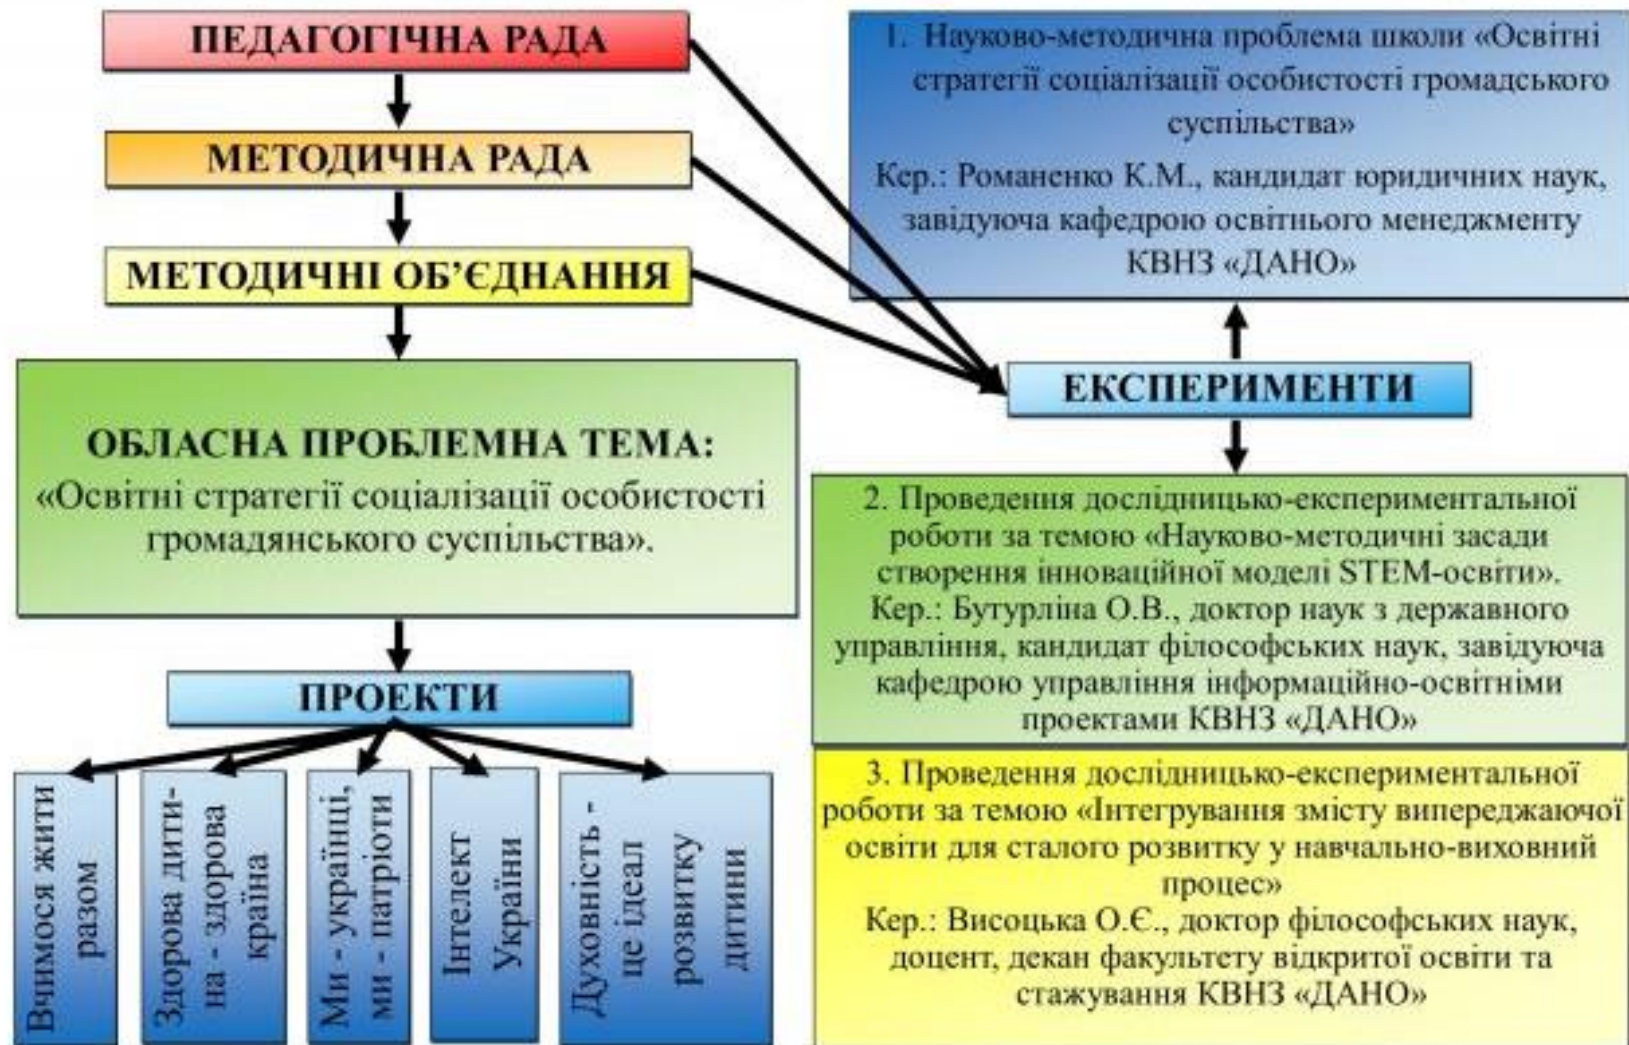 ПЕДАГОГІЧНА РАДА
МЕТОДИЧНА РАДА
МЕТОДИЧНІ ОБ’ЄДНАННЯ
ОБЛАСНА ПРОБЛЕМНА ТЕМА:
«Освітні стратегії соціалізації особистості
громадянського суспільства».
ПРОЕКТИ
Вчимося жити
разом
Здорова дити-
на - здорова
країна
Ми - українці,
ми - патріоти
Інтелект
України
Духовність -
це ідеал
розвитку
дитини
1. Науково-методична проблема школи «Освітні
стратегії соціалізації особистості громадського
суспільства»
Кер.: Романенко К.М., кандидат юридичних наук,
завідуюча кафедрою освітнього менеджменту
КВНЗ «ДАНО»
ЕКСПЕРИМЕНТИ
2. Проведення дослідницько-експериментальної
роботи за темою «Науково-методичні засади
створення інноваційної моделі STEM-освіти».
Кер.: Бутурліна О.В., доктор наук з державного
управління, кандидат філософських наук, завідуюча
кафедрою управління інформаційно-освітніми
проектами КВНЗ «ДАНО»
3. Проведення дослідницько-експериментальної
роботи за темою «Інтегрування змісту випереджаючої
освіти для сталого розвитку у навчально-виховний
процес»
Кер.: Висоцька О.Є., доктор філософських наук,
доцент, декан факультету відкритої освіти та
стажування КВНЗ «ДАНО»